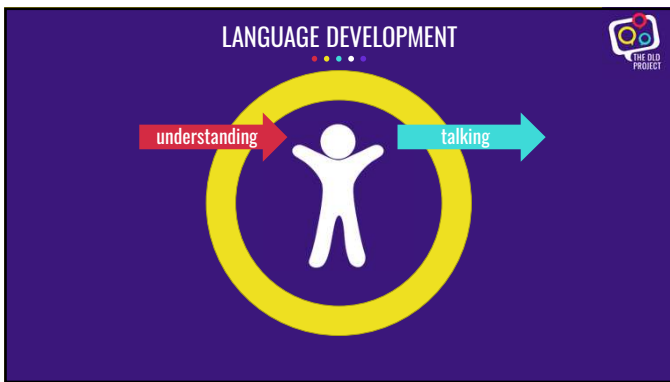 LANGUAGE DEVELOPMENT
THE DLD
PROJECT
understanding
talking